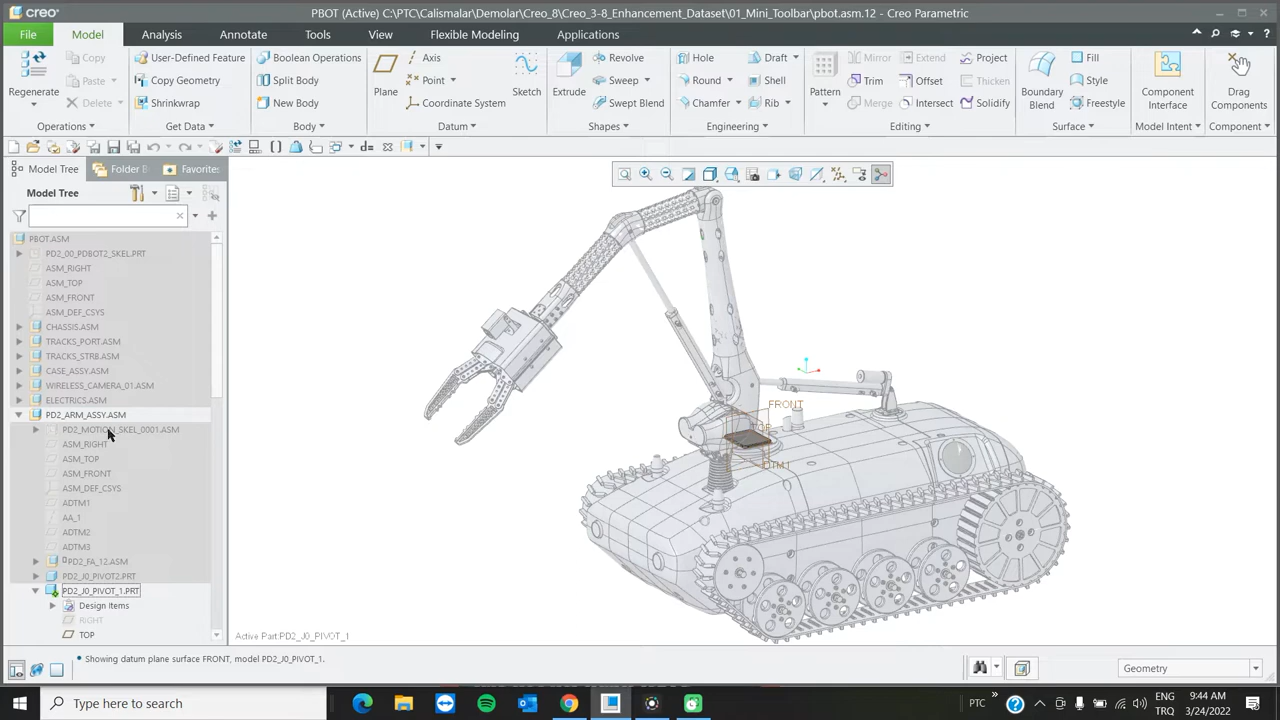 creo
PBOT (Active) C:\PTC\Calismalar\Demolar\Creo_8\Creo_3-8_Enhancement_Dataset\01_Mini_Toolbar\pbot.asm.12 - Creo Parametric
File Model Analysis Annotate Tools View Flexible Modeling Applications
Regenerate
Copy
Paste
Delete
Operations
User-Defined Feature
Copy Geometry
Shrinkwrap
Get Data
Boolean Operations
Split Body
New Body
Body
Plane
Axis
Point
Coordinate System
Sketch
Datum
Extrude
Revolve
Sweep
Swept Blend
Shapes
Hole
Round
Chamfer
Draft
Shell
Rib
Engineering
Pattern
Mirror
Trim
Merge
Extend
Offset
Intersect
Project
Thicken
Solidify
Editing
Boundary
Blend
Fill
Style
Freestyle
Surface
Component
Interface
Model Intent
Drag
Components
Component
Model Tree Folder B Favorite
Model Tree
PBOT.ASM
PD2_00_PDBOT2_SKEL.PRT
ASM_RIGHT
ASM_TOP
ASM_FRONT
ASM_DEF_CSYS
CHASSIS.ASM
TRACKS_PORT.ASM
TRACKS_STRB.ASM
CASE_ASSY.ASM
WIRELESS_CAMERA_01.ASM
ELECTRICS.ASM
PD2_ARM_ASSY.ASM
PD2_MOTION_SKEL_0001.ASM
ASM_RIGHT
ASM_TOP
ASM_FRONT
ASM_DEF_CSYS
ADTM1
AA_1
ADTM2
ADTM3
PD2_FA_12.ASM
PD2_J0_PIVOT2.PRT
PD2_J0_PIVOT_1.PRT
Design Items
RIGHT
TOP
FRONT
TOP
DTM1
Active Part:PD2_J0_PIVOT_1
• Showing datum plane surface FRONT, model PD2_J0_PIVOT_1.
Geometry
Type here to search
PTC
ENG
TRQ
9:44 AM
3/24/2022